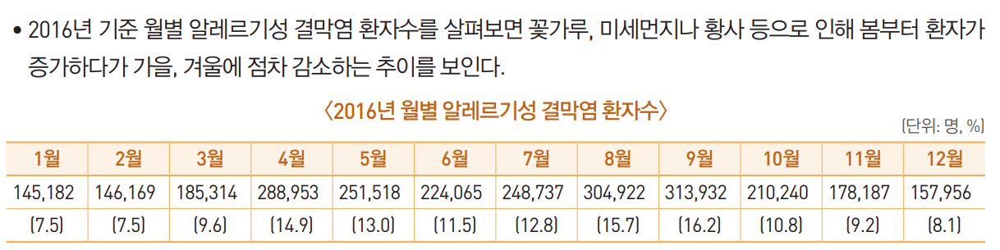 • 2016년 기준 월별 알레르기성 결막염 환자수를 살펴보면 꽃가루, 미세먼지나 황사 등으로 인해 봄부터 환자가
증가하다가 가을, 겨울에 점차 감소하는 추이를 보인다.
〈2016년 월별 알레르기성 결막염 환자수〉
(단위: 명, %)
1월 2월 3월 4월 5월 6월 7월 8월 9월 10월 11월 12월
145,182 146,169 185,314 288,953 251,518 224,065 248,737 304,922 313,932 210,240 178,187 157,956
(7.5) (7.5) (9.6) (14.9) (13.0) (11.5) (12.8) (15.7) (16.2) (10.8) (9.2) (8.1)